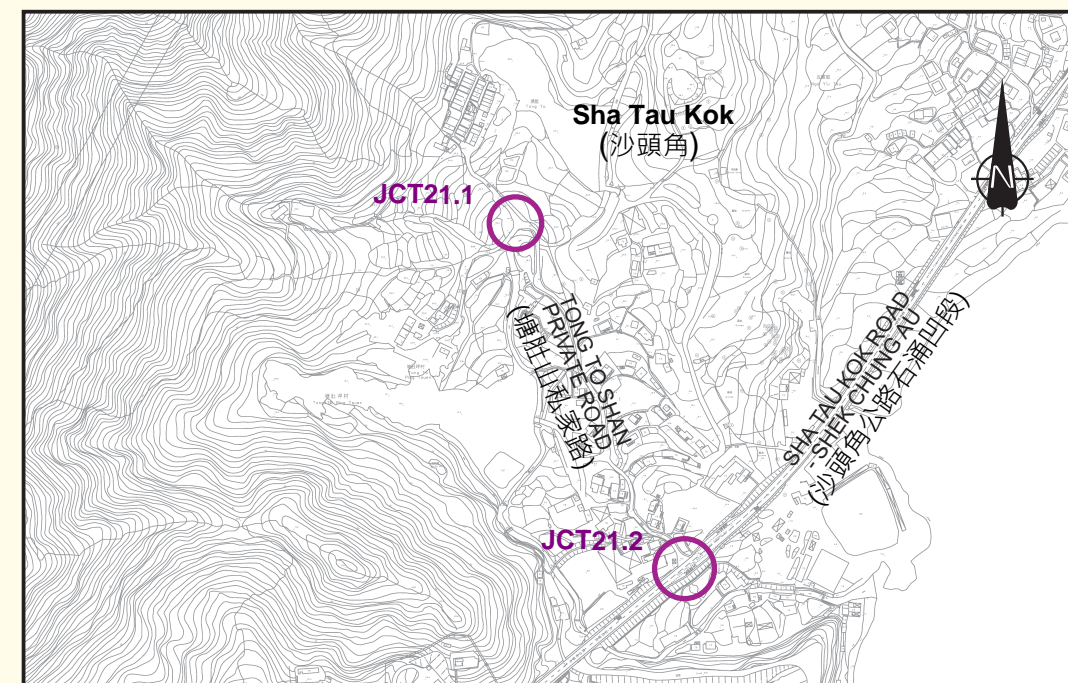 Sha Tau Kok
(沙頭角)
N
JCT21.1
TONG TO SHAN
PRIVATE ROAD
(塘肚山私家路)
SHA TAU KOK ROAD
- SHEK CHUNG AU
(沙頭角公路石涌凹段)
JCT21.2